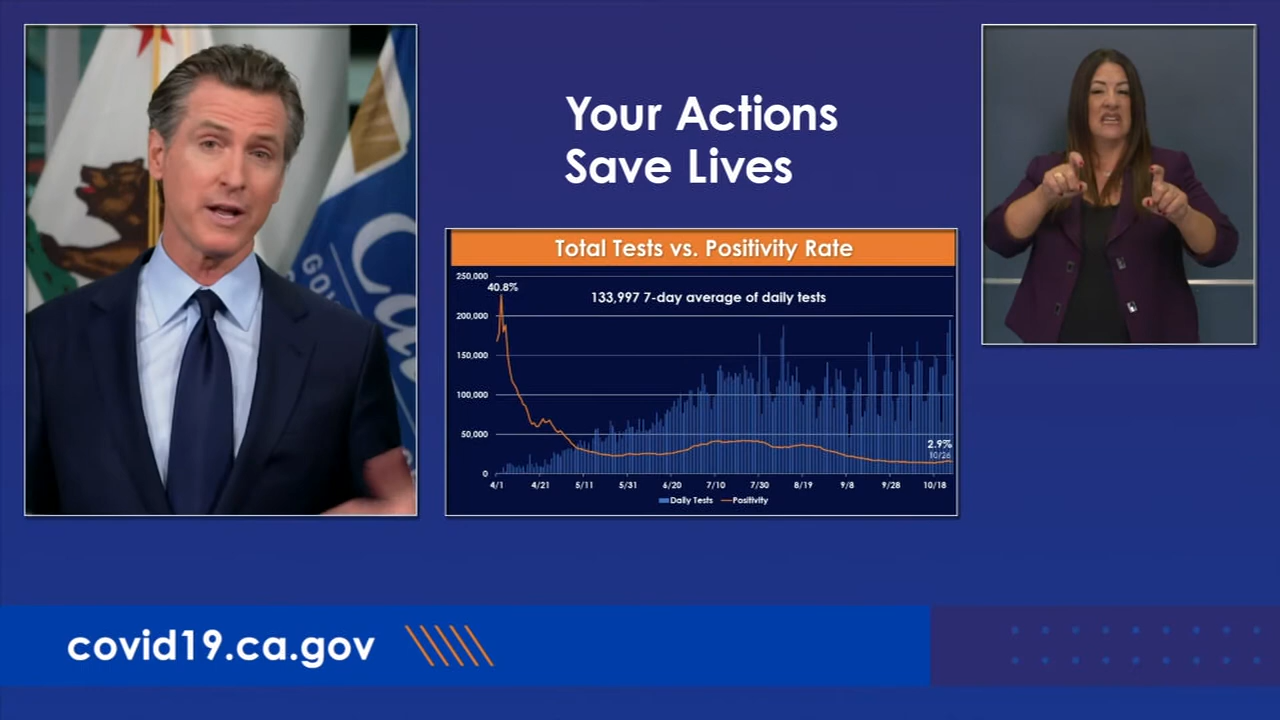 Your Actions
Save Lives
Total Tests vs. Positivity Rate
250,000
40.8%
133,997 7-day average of daily tests
200,000
150,000
100,000
50,000
2.9%
10/26
0
4/1 4/21 5/11 5/31 6/20 7/10 7/30 8/19 9/8 9/28 10/18
Daily Tests Positivity
covid19.ca.gov